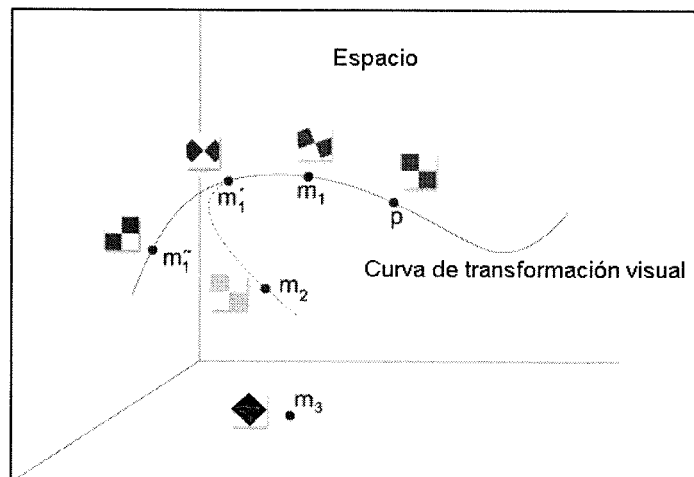 Espacio
m₁´
m₁
p
m₁˜
Curva de transformación visual
m₂
m₃